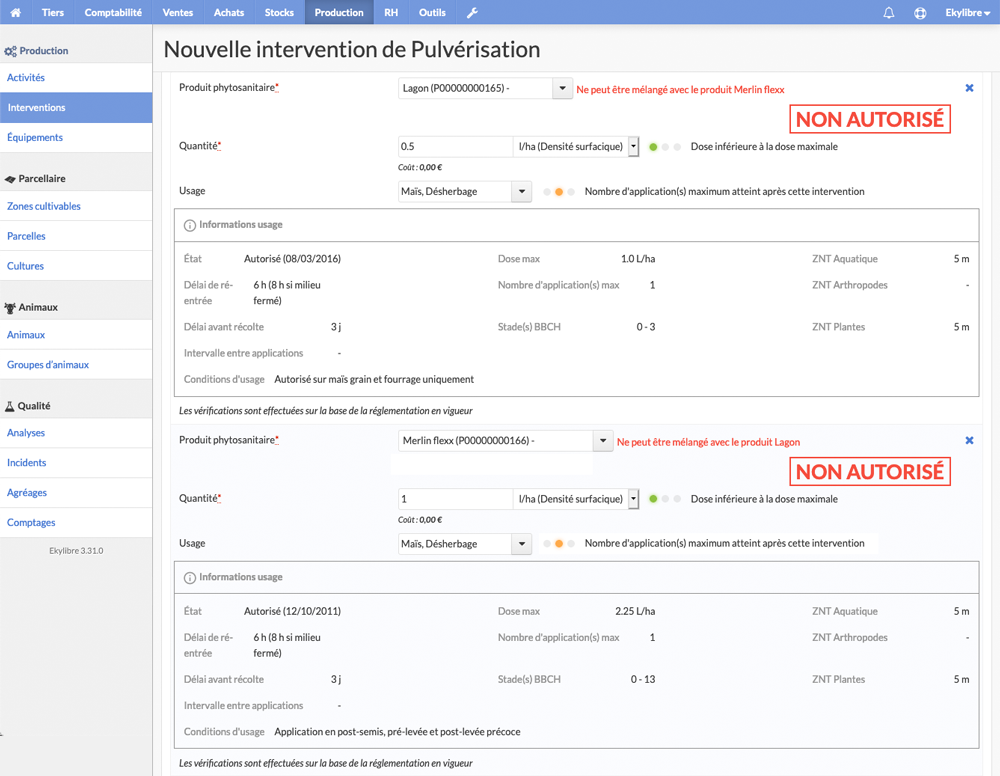 Tiers Comptabilité Ventes Achats Stocks Production RH Outils Ekylibre
Production
Activités
Interventions
Équipements
Parcellaire
Zones cultivables
Parcelles
Cultures
Animaux
Animaux
Groupes d'animaux
Qualité
Analyses
Incidents
Agréages
Comptages
Ekylibre 3.31.0
Nouvelle intervention de Pulvérisation
Produit phytosanitaire* Lagon (P00000000165) - Ne peut être mélangé avec le produit Merlin flexx
NON AUTORISÉ
Quantité* 0.5 l/ha (Densité surfacique) Dose inférieure à la dose maximale
Coût : 0,00 €
Usage Maïs, Désherbage Nombre d'application(s) maximum atteint après cette intervention
Informations usage
État Autorisé (08/03/2016) Dose max 1.0 L/ha ZNT Aquatique 5 m
Délai de ré- 6 h (8 h si milieu Nombre d'application(s) max 1 ZNT Arthropodes -
entrée fermé)
Délai avant récolte 3 j Stade(s) BBCH 0 - 3 ZNT Plantes 5 m
Intervalle entre applications -
Conditions d'usage Autorisé sur maïs grain et fourrage uniquement
Les vérifications sont effectuées sur la base de la réglementation en vigueur
Produit phytosanitaire* Merlin flexx (P00000000166) - Ne peut être mélangé avec le produit Lagon
NON AUTORISÉ
Quantité* 1 l/ha (Densité surfacique) Dose inférieure à la dose maximale
Coût : 0,00 €
Usage Maïs, Désherbage Nombre d'application(s) maximum atteint après cette intervention
Informations usage
État Autorisé (12/10/2011) Dose max 2.25 L/ha ZNT Aquatique 5 m
Délai de ré- 6 h (8 h si milieu Nombre d'application(s) max 1 ZNT Arthropodes -
entrée fermé)
Délai avant récolte 3 j Stade(s) BBCH 0 - 13 ZNT Plantes 5 m
Intervalle entre applications -
Conditions d'usage Application en post-semis, pré-levée et post-levée précoce
Les vérifications sont effectuées sur la base de la réglementation en vigueur